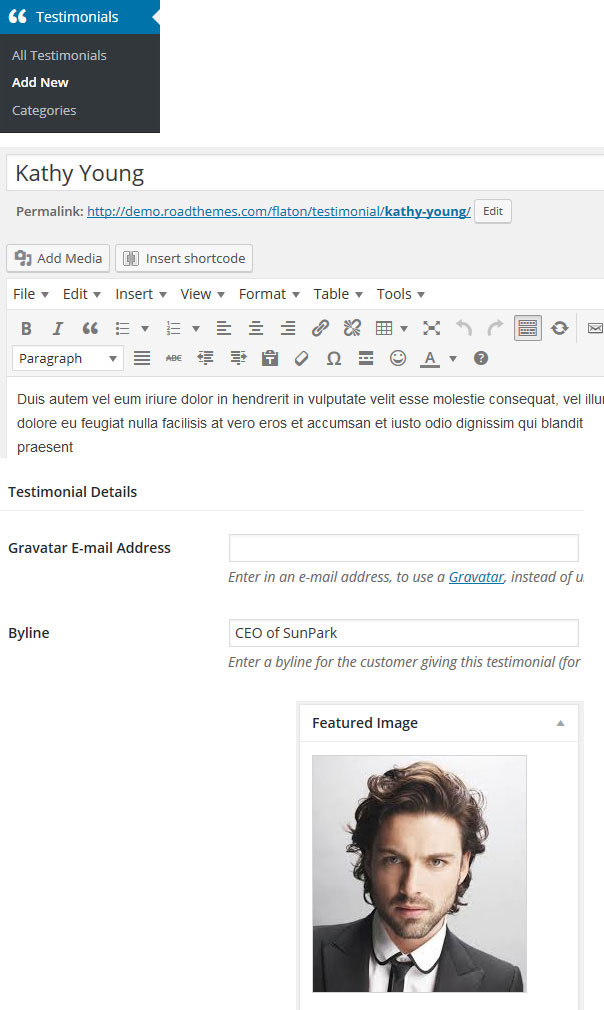 Testimonials
All Testimonials
Add New
Categories
Kathy Young
Permalink: http://demo.roadthemes.com/flaton/testimonial/kathy-young/ Edit
Add Media Insert shortcode
File Edit Insert View Format Table Tools
Paragraph ABC A
Duis autem vel eum iriure dolor in hendrerit in vulputate velit esse molestie consequat, vel illu
dolore eu feugiat nulla facilisis at vero eros et accumsan et iusto odio dignissim qui blandit
praesent
Testimonial Details
Gravatar E-mail Address
Enter in an e-mail address, to use a Gravatar, instead of u
Byline CEO of SunPark
Enter a byline for the customer giving this testimonial (for
Featured Image